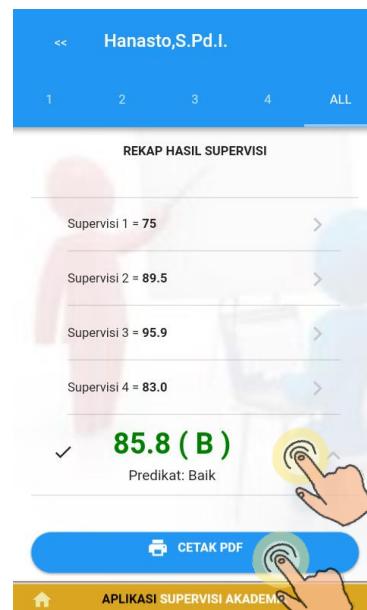 << Hanasto,S.Pd.I.
1 2 3 4 ALL
REKAP HASIL SUPERVISI
Supervisi 1 = 75
Supervisi 2 = 89.5
Supervisi 3 = 95.9
Supervisi 4 = 83.0
85.8 ( B )
Predikat: Baik
CETAK PDF
APLIKASI SUPERVISI